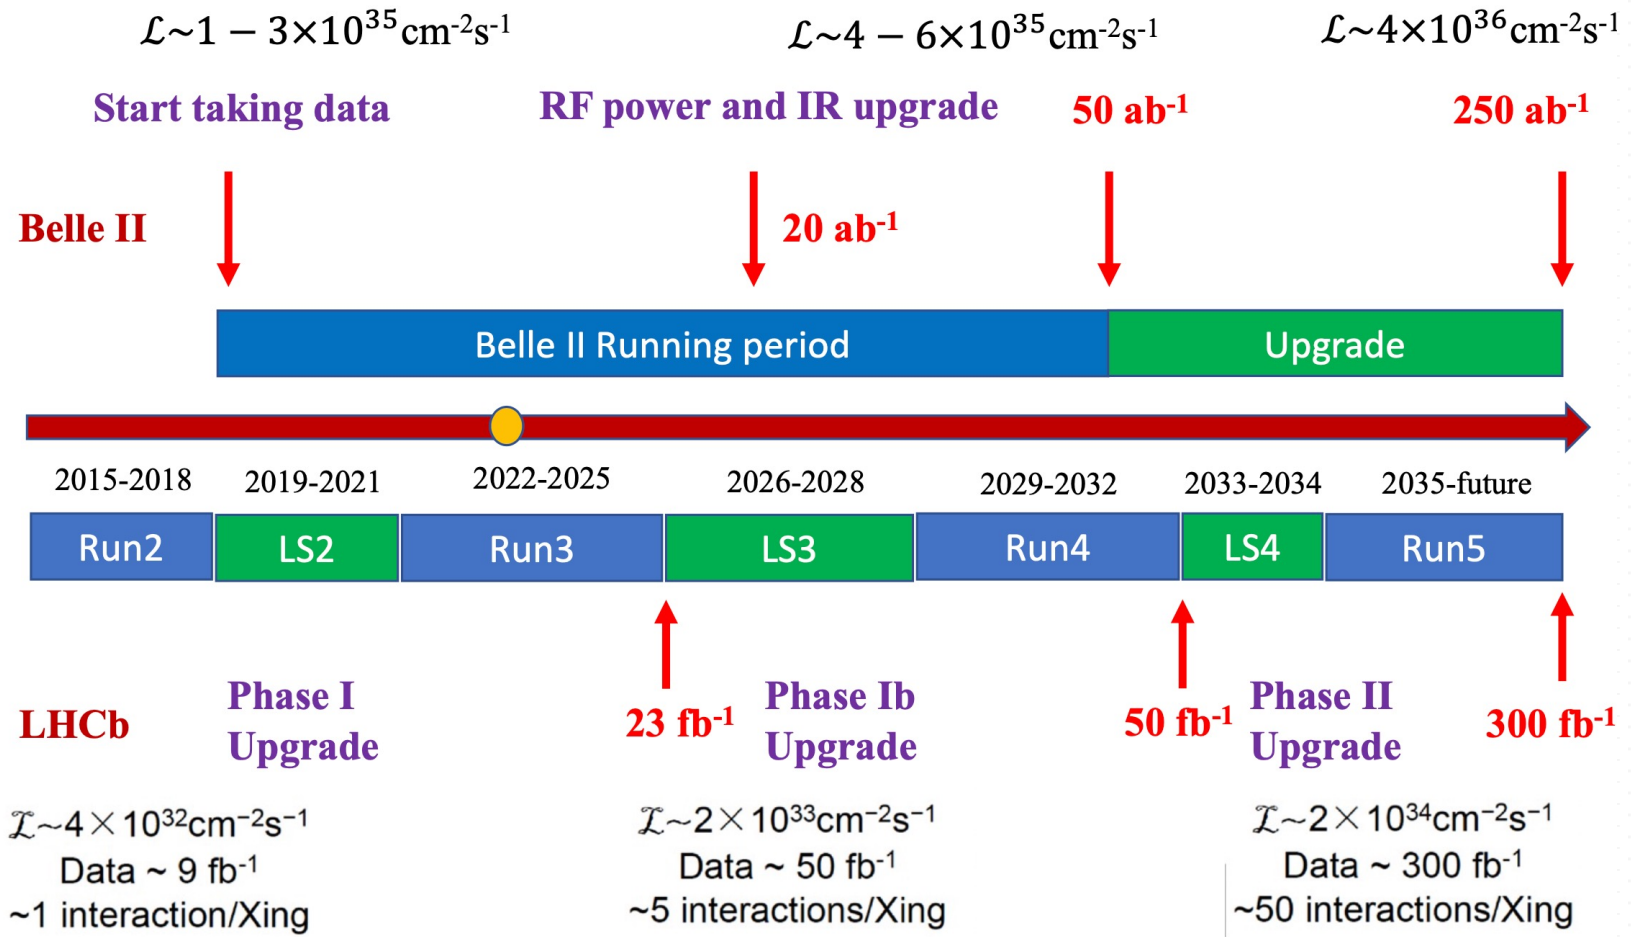 ℒ~1 − 3×10³⁵cm⁻²s⁻¹
ℒ~4 − 6×10³⁵cm⁻²s⁻¹
ℒ~4×10³⁶cm⁻²s⁻¹
Start taking data
RF power and IR upgrade
50 ab⁻¹
250 ab⁻¹
Belle II
20 ab⁻¹
Belle II Running period
Upgrade
2015-2018
2019-2021
2022-2025
2026-2028
2029-2032
2033-2034
2035-future
Run2
LS2
Run3
LS3
Run4
LS4
Run5
LHCb
Phase I
Upgrade
23 fb⁻¹
Phase Ib
Upgrade
50 fb⁻¹
Phase II
Upgrade
300 fb⁻¹
ℒ~4×10³²cm⁻²s⁻¹
Data ~ 9 fb⁻¹
~1 interaction/Xing
ℒ~2×10³³cm⁻²s⁻¹
Data ~ 50 fb⁻¹
~5 interactions/Xing
ℒ~2×10³⁴cm⁻²s⁻¹
Data ~ 300 fb⁻¹
~50 interactions/Xing